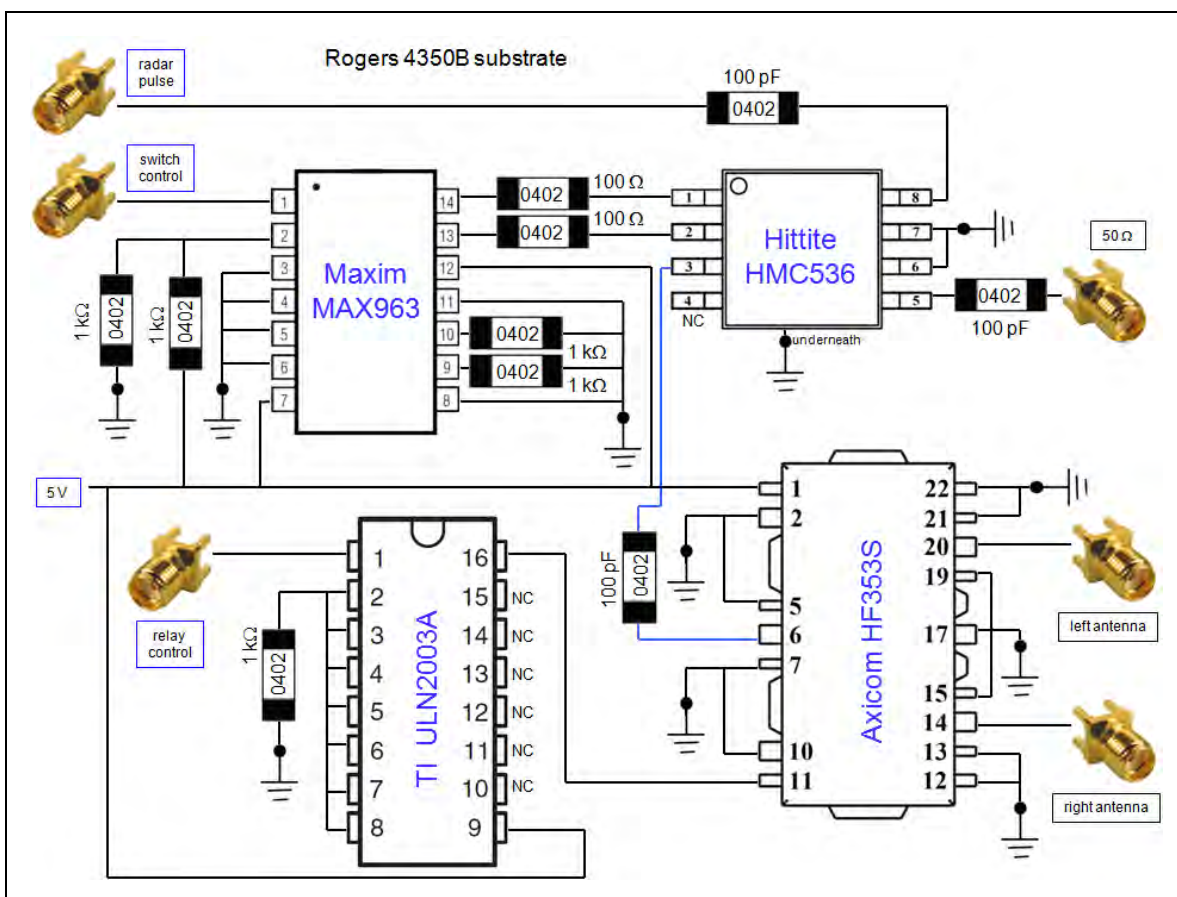 Rogers 4350B substrate
radar
pulse
100 pF
0402
switch
control
1
2
3
4
5
6
7
14
13
12
11
10
9
8
Maxim
MAX963
0402
100 Ω
0402
100 Ω
0402
1 kΩ
0402
1 kΩ
1 kΩ
0402
1 kΩ
0402
1
2
3
4
NC
8
7
6
5
Hittite
HMC536
underneath
50 Ω
0402
100 pF
5 V
relay
control
1 kΩ
0402
1
2
3
4
5
6
7
8
16
15
14
13
12
11
10
9
NC
NC
NC
NC
NC
NC
TI ULN2003A
100 pF
0402
1
2
5
6
7
10
11
22
21
20
19
17
15
14
13
12
Axicom HF353S
left antenna
right antenna